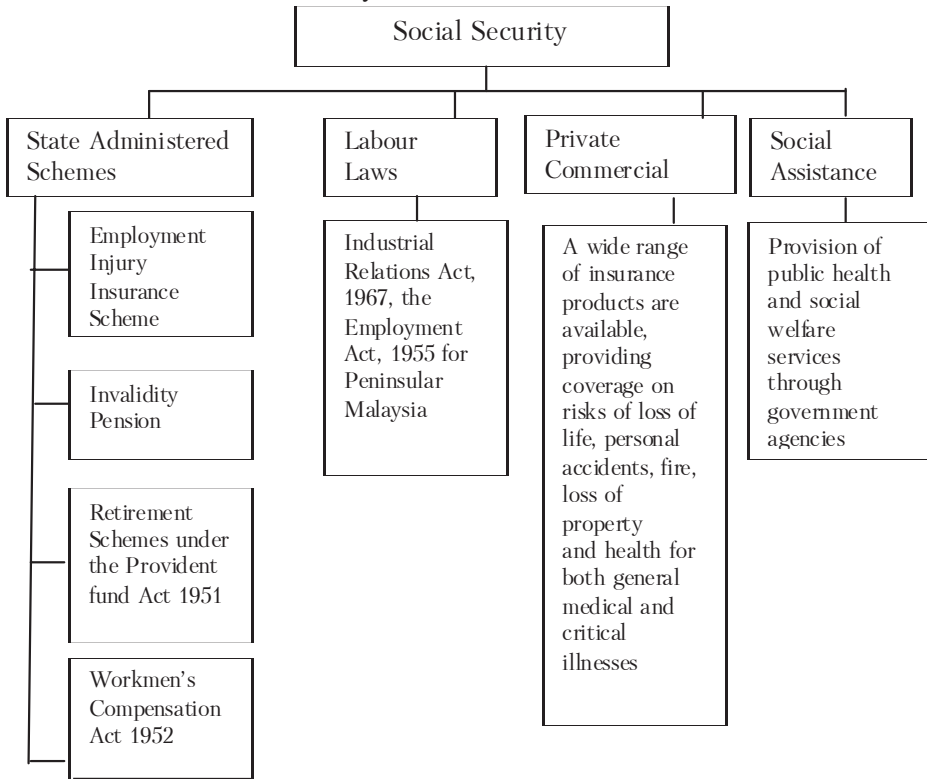 Social Security
State Administered
Schemes
Employment
Injury
Insurance
Scheme
Invalidity
Pension
Retirement
Schemes under
the Provident
fund Act 1951
Workmen's
Compensation
Act 1952
Labour
Laws
Industrial
Relations Act,
1967, the
Employment
Act, 1955 for
Peninsular
Malaysia
Private
Commercial
A wide range
of insurance
products are
available,
providing
coverage on
risks of loss of
life, personal
accidents, fire,
loss of
property
and health for
both general
medical and
critical
illnesses
Social
Assistance
Provision of
public health
and social
welfare
services
through
government
agencies